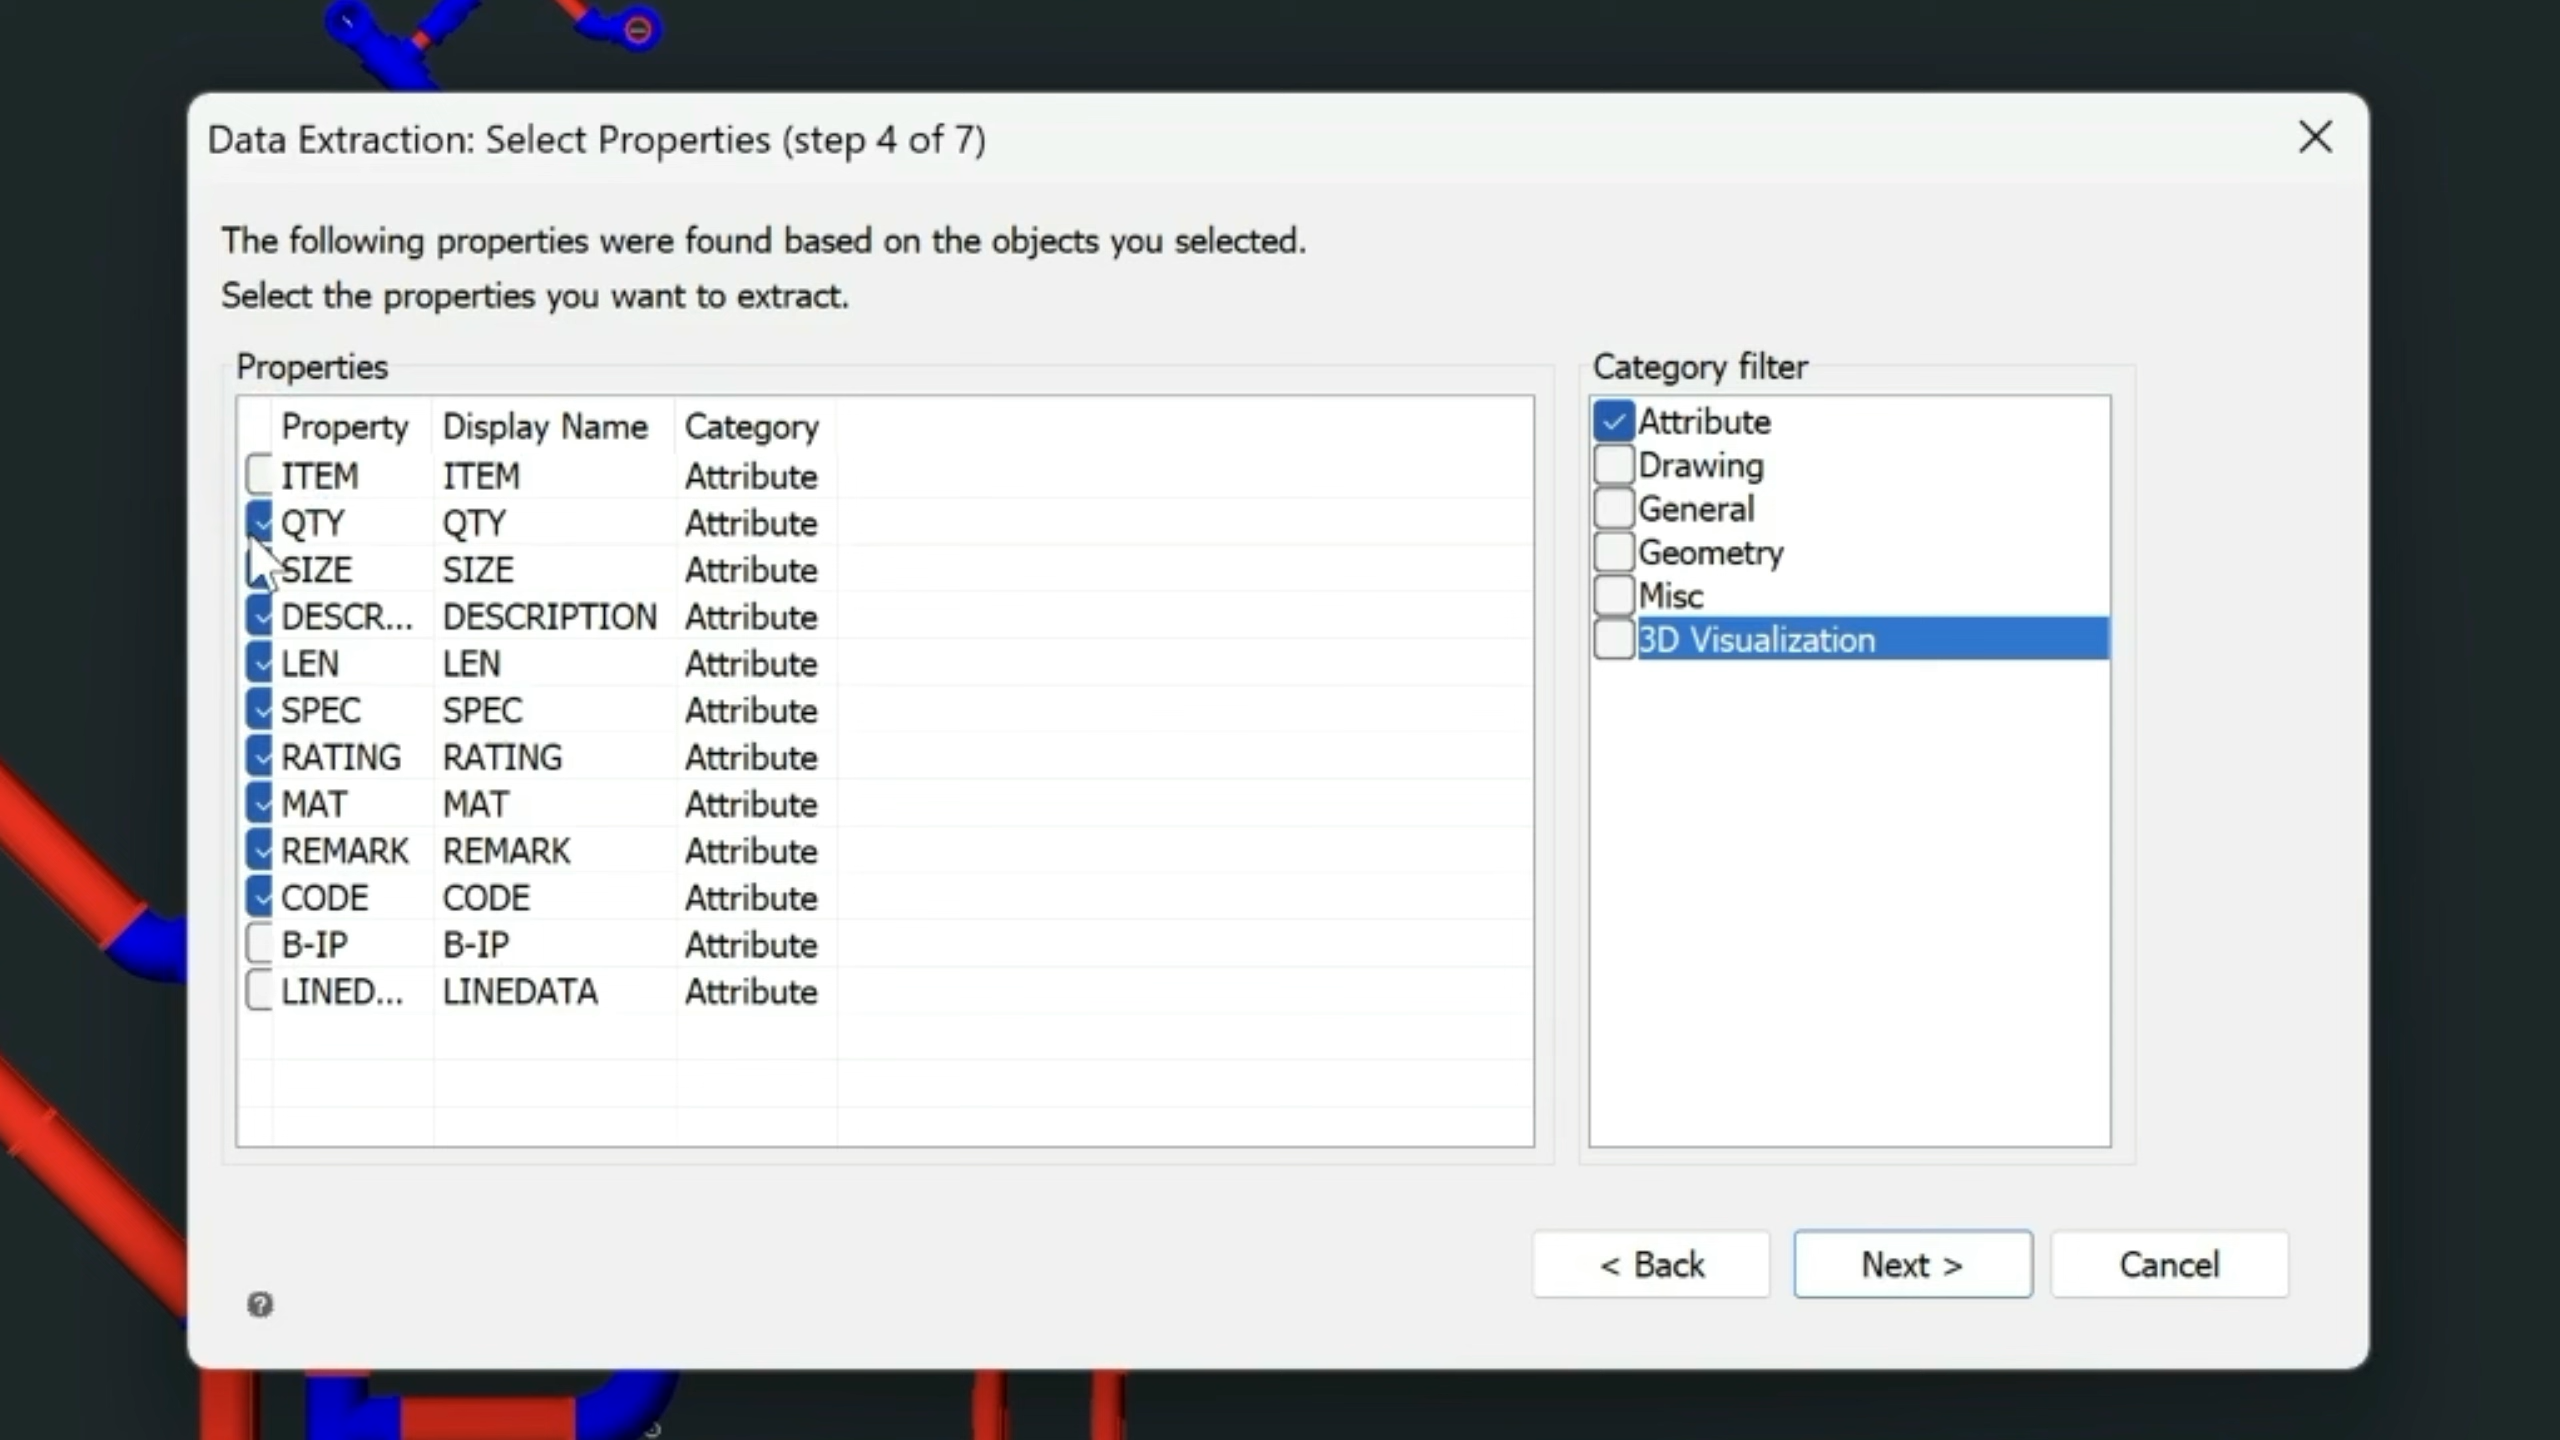 Data Extraction: Select Properties (step 4 of 7)
The following properties were found based on the objects you selected.
Select the properties you want to extract.
Properties
Property Display Name Category
ITEM ITEM Attribute
QTY QTY Attribute
SIZE SIZE Attribute
DESCR... DESCRIPTION Attribute
LEN LEN Attribute
SPEC SPEC Attribute
RATING RATING Attribute
MAT MAT Attribute
REMARK REMARK Attribute
CODE CODE Attribute
B-IP B-IP Attribute
LINED... LINEDATA Attribute
Category filter
Attribute
Drawing
General
Geometry
Misc
3D Visualization
< Back Next > Cancel
?